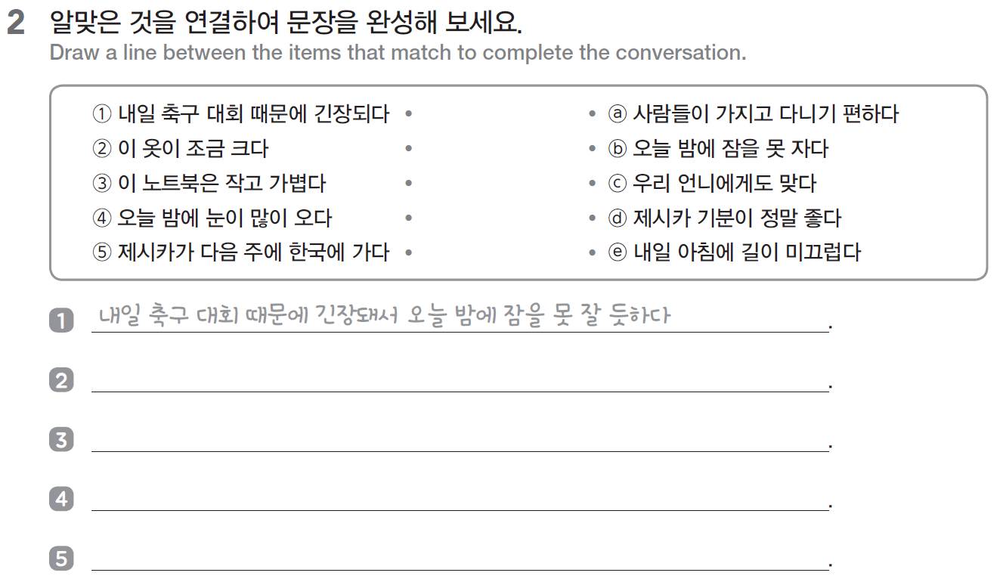 2 알맞은 것을 연결하여 문장을 완성해 보세요.
Draw a line between the items that match to complete the conversation.
① 내일 축구 대회 때문에 긴장되다 • • ⓐ 사람들이 가지고 다니기 편하다
② 이 옷이 조금 크다 • • ⓑ 오늘 밤에 잠을 못 자다
③ 이 노트북은 작고 가볍다 • • ⓒ 우리 언니에게도 맞다
④ 오늘 밤에 눈이 많이 오다 • • ⓓ 제시카 기분이 정말 좋다
⑤ 제시카가 다음 주에 한국에 가다 • • ⓔ 내일 아침에 길이 미끄럽다
1 내일 축구 대회 때문에 긴장돼서 오늘 밤에 잠을 못 잘 듯하다.
2 .
3 .
4 .
5 .